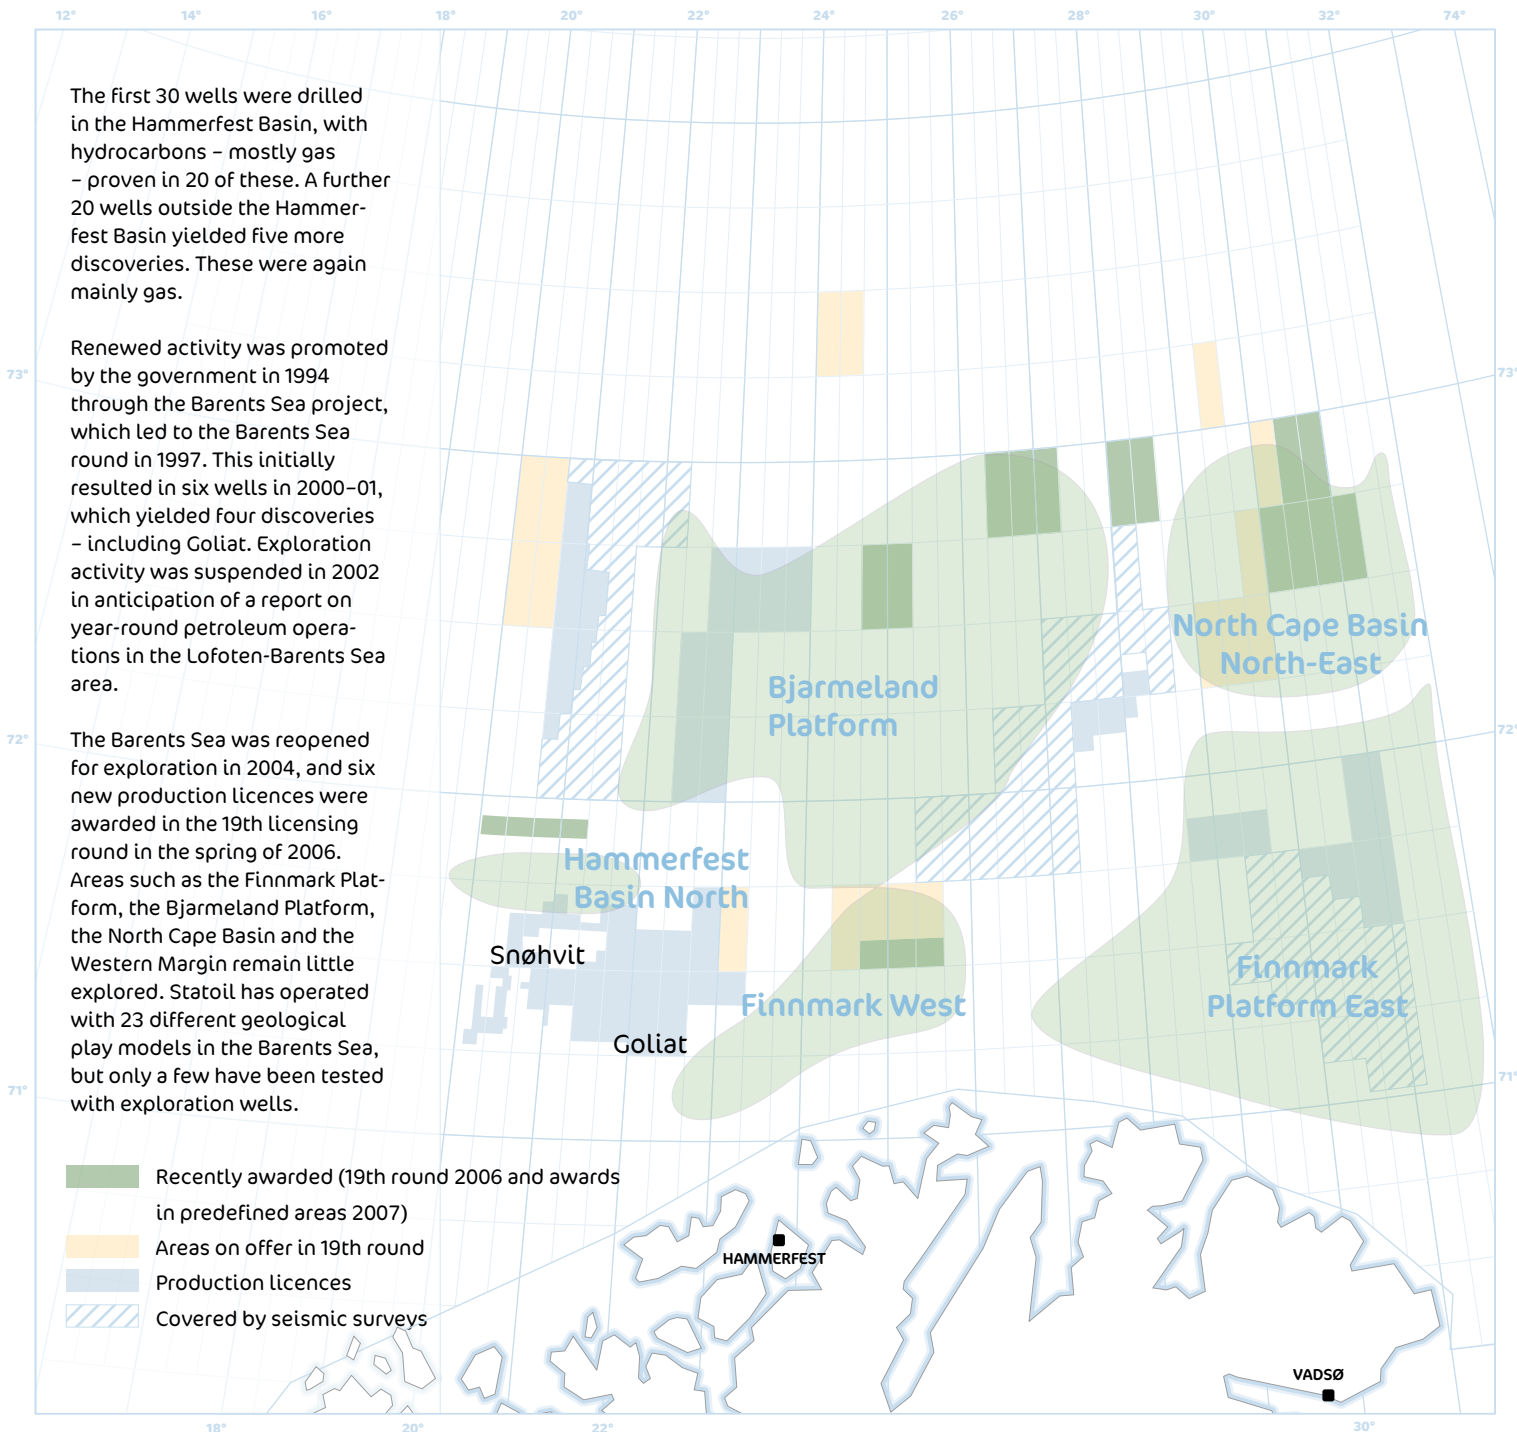 12° 14° 16° 18° 20° 22° 24° 26° 28° 30° 32° 74°
The first 30 wells were drilled
in the Hammerfest Basin, with
hydrocarbons – mostly gas
– proven in 20 of these. A further
20 wells outside the Hammer-
fest Basin yielded five more
discoveries. These were again
mainly gas.
Renewed activity was promoted
by the government in 1994
through the Barents Sea project,
which led to the Barents Sea
round in 1997. This initially
resulted in six wells in 2000–01,
which yielded four discoveries
– including Goliat. Exploration
activity was suspended in 2002
in anticipation of a report on
year-round petroleum opera-
tions in the Lofoten-Barents Sea
area.
The Barents Sea was reopened
for exploration in 2004, and six
new production licences were
awarded in the 19th licensing
round in the spring of 2006.
Areas such as the Finnmark Plat-
form, the Bjarmeland Platform,
the North Cape Basin and the
Western Margin remain little
explored. Statoil has operated
with 23 different geological
play models in the Barents Sea,
but only a few have been tested
with exploration wells.
73° 73°
72° 72°
71° 71°
North Cape Basin
North-East
Bjarmeland
Platform
Hammerfest
Basin North
Snøhvit
Goliat
Finnmark West
Finnmark
Platform East
Recently awarded (19th round 2006 and awards
in predefined areas 2007)
Areas on offer in 19th round
Production licences
Covered by seismic surveys
HAMMERFEST
VADSØ
18° 20° 22° 30°